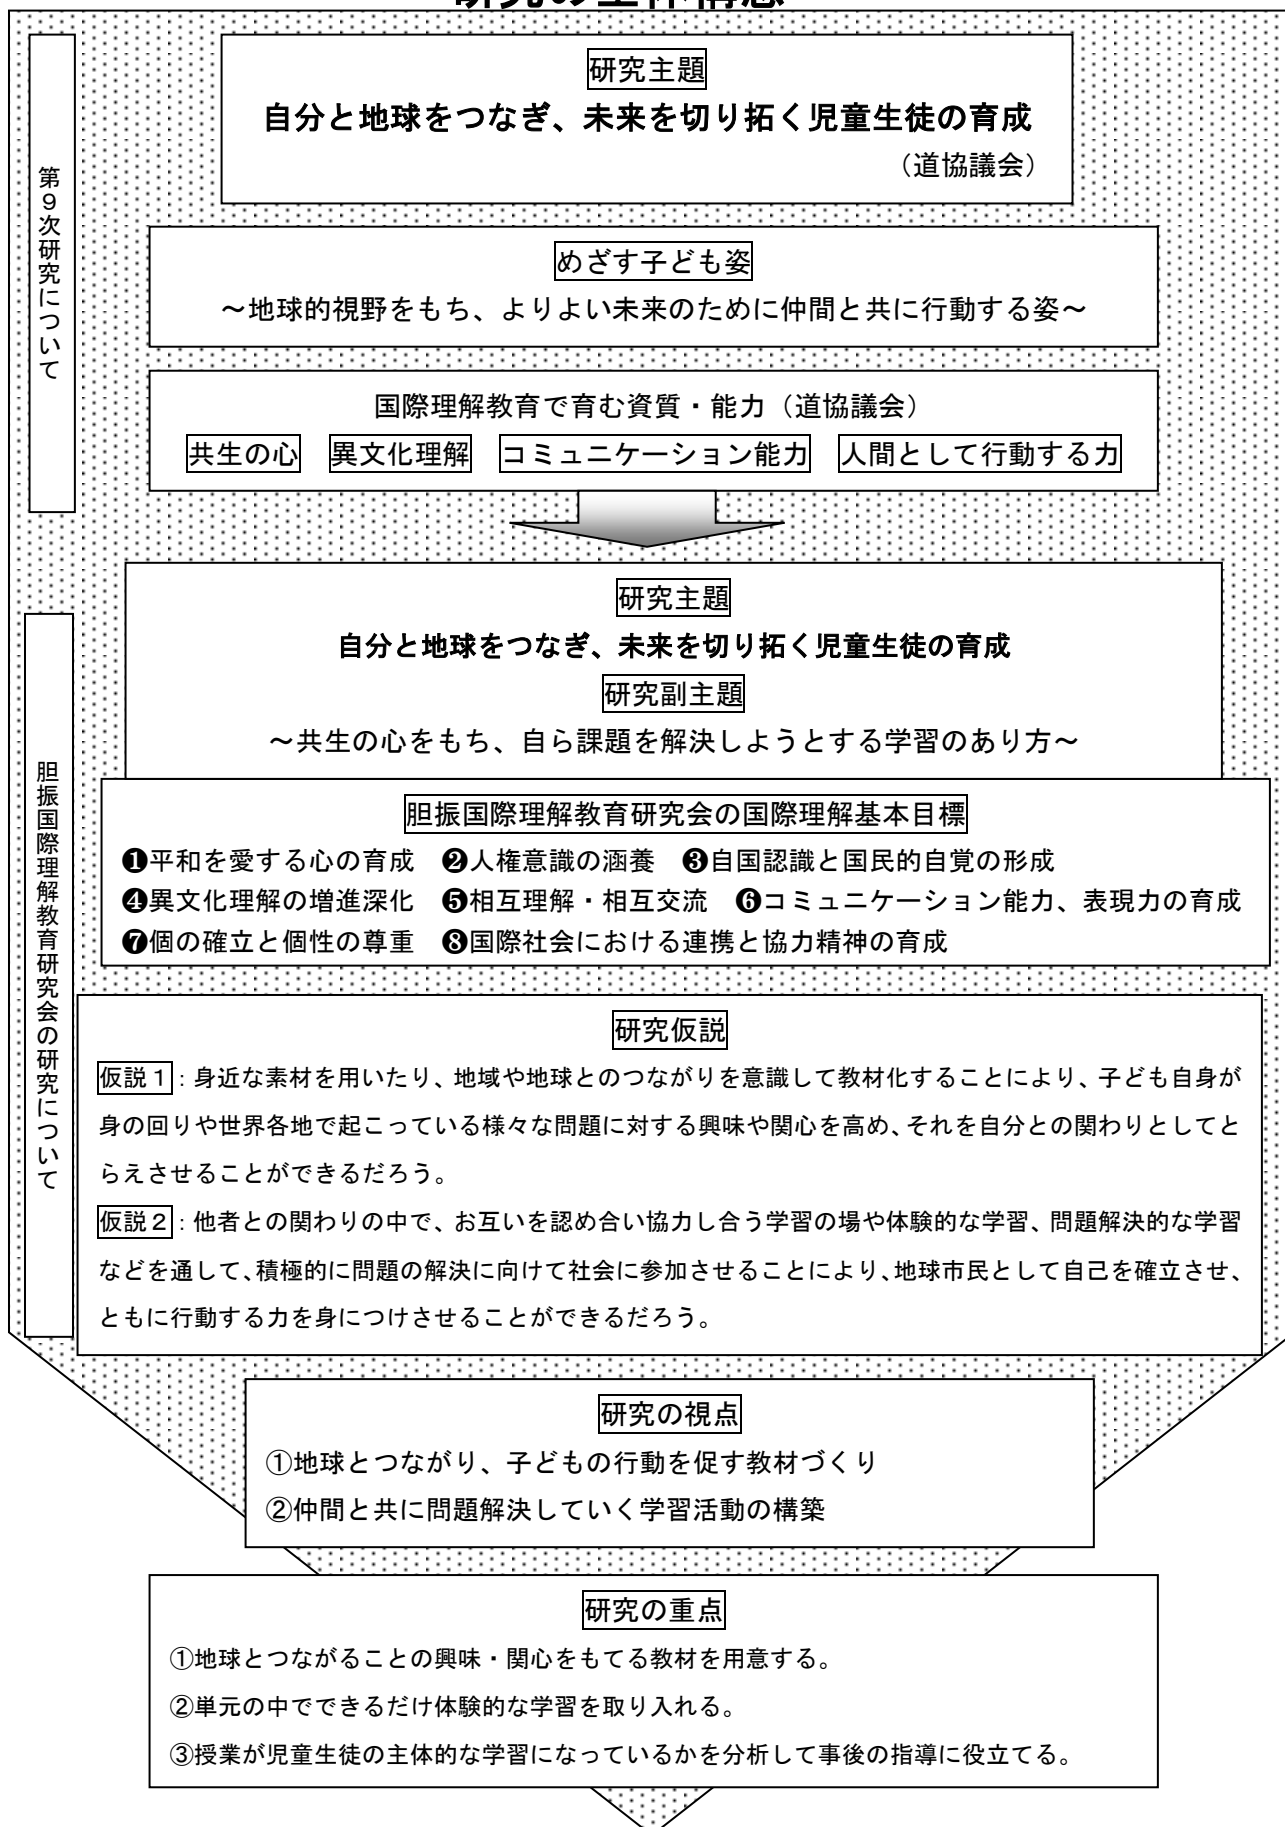 第９次研究について
研究主題
自分と地球をつなぎ、未来を切り拓く児童生徒の育成
（道協議会）
めざす子ども姿
～地球的視野をもち、よりよい未来のために仲間と共に行動する姿～
国際理解教育で育む資質・能力（道協議会）
共生の心　異文化理解　コミュニケーション能力　人間として行動する力
胆振国際理解教育研究会の研究について
研究主題
自分と地球をつなぎ、未来を切り拓く児童生徒の育成
研究副主題
～共生の心をもち、自ら課題を解決しようとする学習のあり方～
胆振国際理解教育研究会の国際理解基本目標
❶平和を愛する心の育成　❷人権意識の涵養　❸自国認識と国民的自覚の形成
❹異文化理解の増進深化　❺相互理解・相互交流　❻コミュニケーション能力、表現力の育成
❼個の確立と個性の尊重　❽国際社会における連携と協力精神の育成
研究仮説
仮説１：身近な素材を用いたり、地域や地球とのつながりを意識して教材化することにより、子ども自身が
身の回りや世界各地で起こっている様々な問題に対する興味や関心を高め、それを自分との関わりとしてと
らえさせることができるだろう。
仮説２：他者との関わりの中で、お互いを認め合い協力し合う学習の場や体験的な学習、問題解決的な学習
などを通して、積極的に問題の解決に向けて社会に参加させることにより、地球市民として自己を確立させ、
ともに行動する力を身につけさせることができるだろう。
研究の視点
①地球とつながり、子どもの行動を促す教材づくり
②仲間と共に問題解決していく学習活動の構築
研究の重点
①地球とつながることの興味・関心をもてる教材を用意する。
②単元の中でできるだけ体験的な学習を取り入れる。
③授業が児童生徒の主体的な学習になっているかを分析して事後の指導に役立てる。